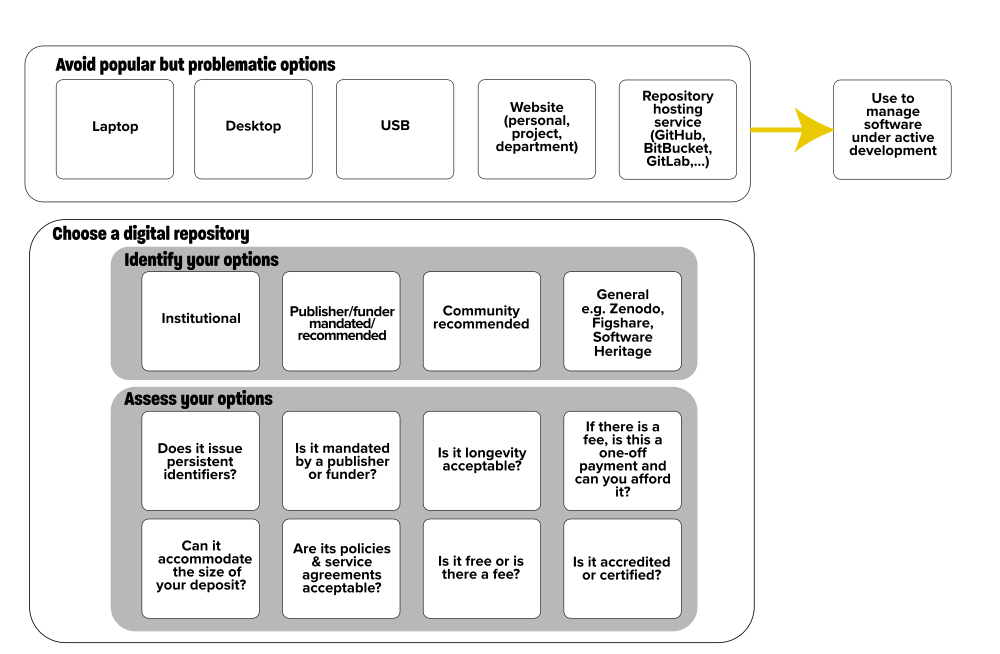 Avoid popular but problematic options
Laptop
Desktop
USB
Website
(personal,
project,
department)
Repository
hosting
service
(GitHub,
BitBucket,
GitLab,...)
Use to
manage
software
under active
development
Choose a digital repository
Identify your options
Institutional
Publisher/funder
mandated/
recommended
Community
recommended
General
e.g. Zenodo,
Figshare,
Software
Heritage
Assess your options
Does it issue
persistent
identifiers?
Is it mandated
by a publisher
or funder?
Is it longevity
acceptable?
If there is a
fee, is this a
one-off
payment and
can you afford
it?
Can it
accommodate
the size of
your deposit?
Are its policies
& service
agreements
acceptable?
Is it free or is
there a fee?
Is it accredited
or certified?